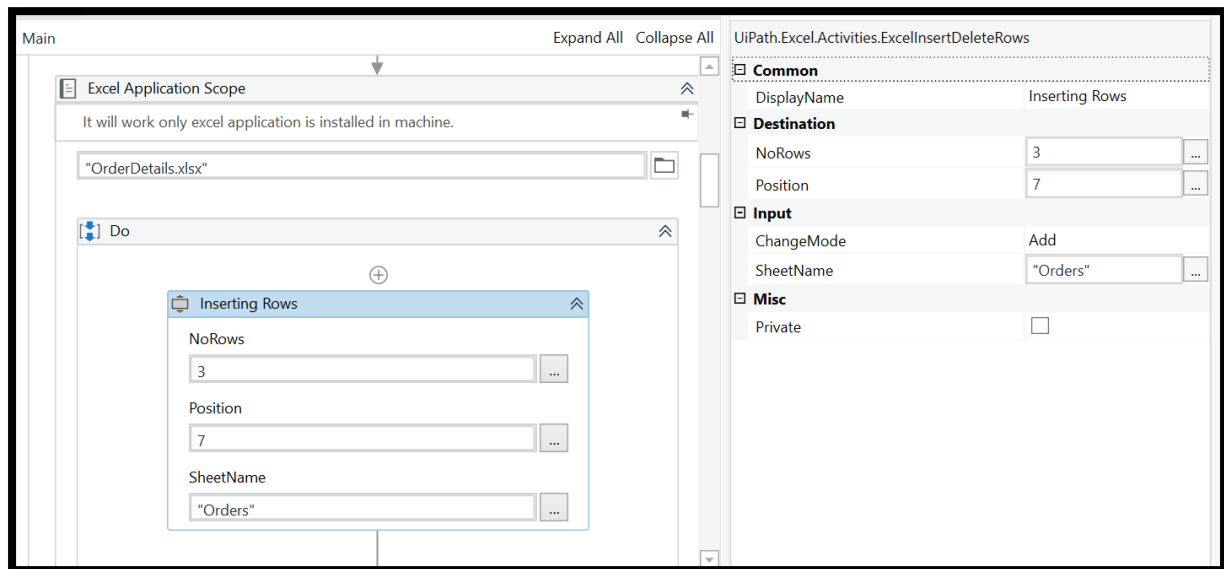 Main
Expand All Collapse All
Excel Application Scope
It will work only excel application is installed in machine.
"OrderDetails.xlsx"
Do
Inserting Rows
NoRows
3
...
Position
7
...
SheetName
"Orders"
...
UiPath.Excel.Activities.ExcelInsertDeleteRows
Common
DisplayName Inserting Rows
Destination
NoRows 3 ...
Position 7 ...
Input
ChangeMode Add
SheetName "Orders" ...
Misc
Private